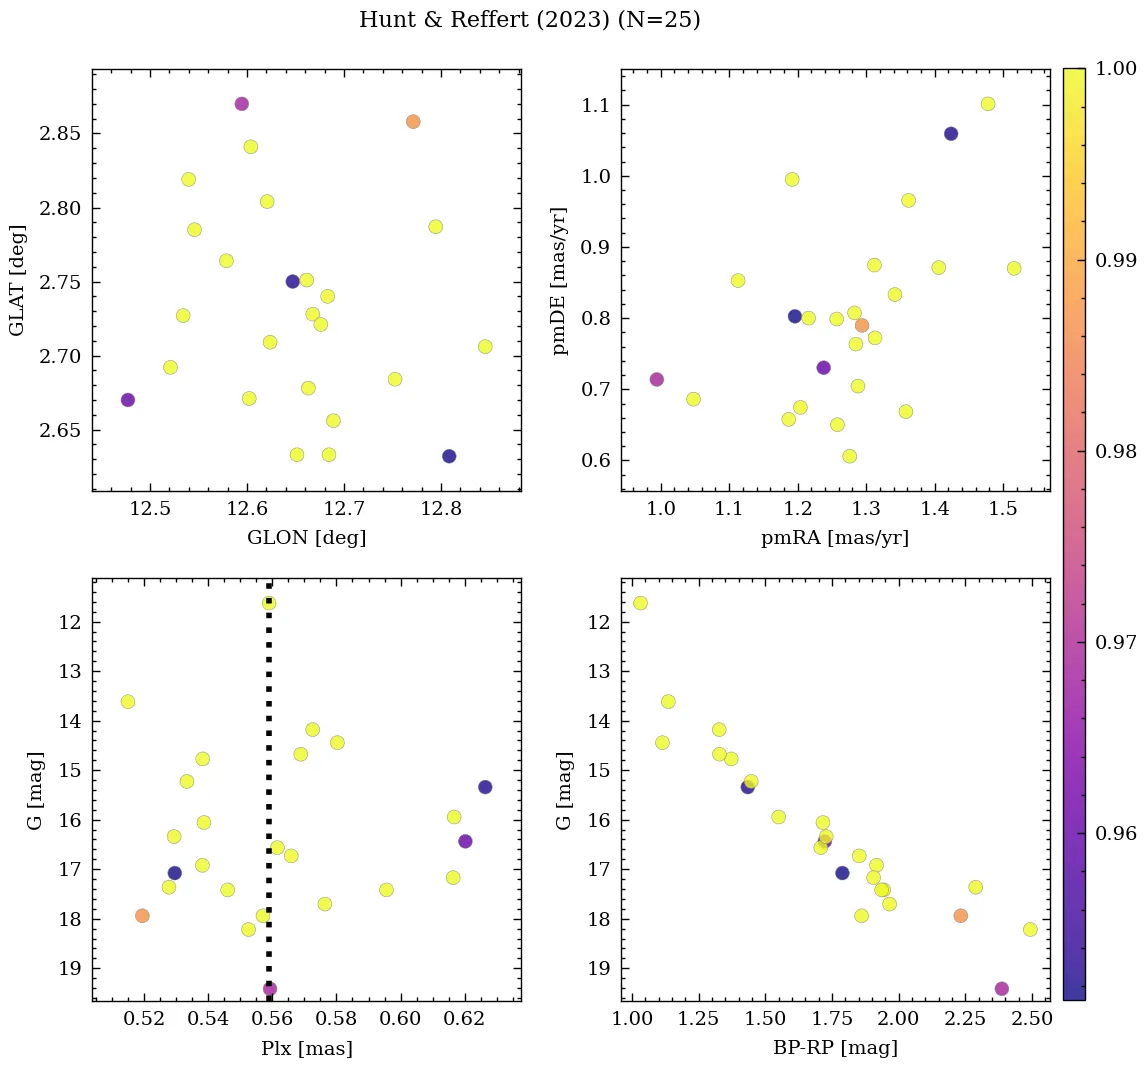 Hunt & Reffert (2023) (N=25)
2.85
2.80
2.75
2.70
2.65
GLAT [deg]
12.5 12.6 12.7 12.8
GLON [deg]
1.1
1.0
0.9
0.8
0.7
0.6
pmDE [mas/yr]
1.0 1.1 1.2 1.3 1.4 1.5
pmRA [mas/yr]
12
13
14
15
16
17
18
19
G [mag]
0.52 0.54 0.56 0.58 0.60 0.62
Plx [mas]
12
13
14
15
16
17
18
19
G [mag]
1.00 1.25 1.50 1.75 2.00 2.25 2.50
BP-RP [mag]
1.00
0.99
0.98
0.97
0.96